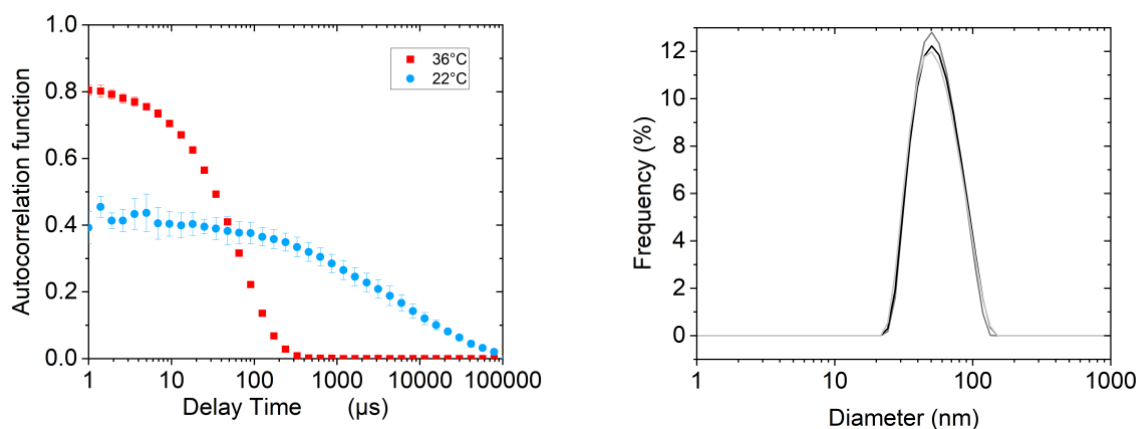 1.0
0.8
0.6
0.4
0.2
0.0
Autocorrelation function
36°C
22°C
1 10 100 1000 10000 100000
Delay Time (µs)
12
10
8
6
4
2
0
Frequency (%)
1 10 100 1000
Diameter (nm)